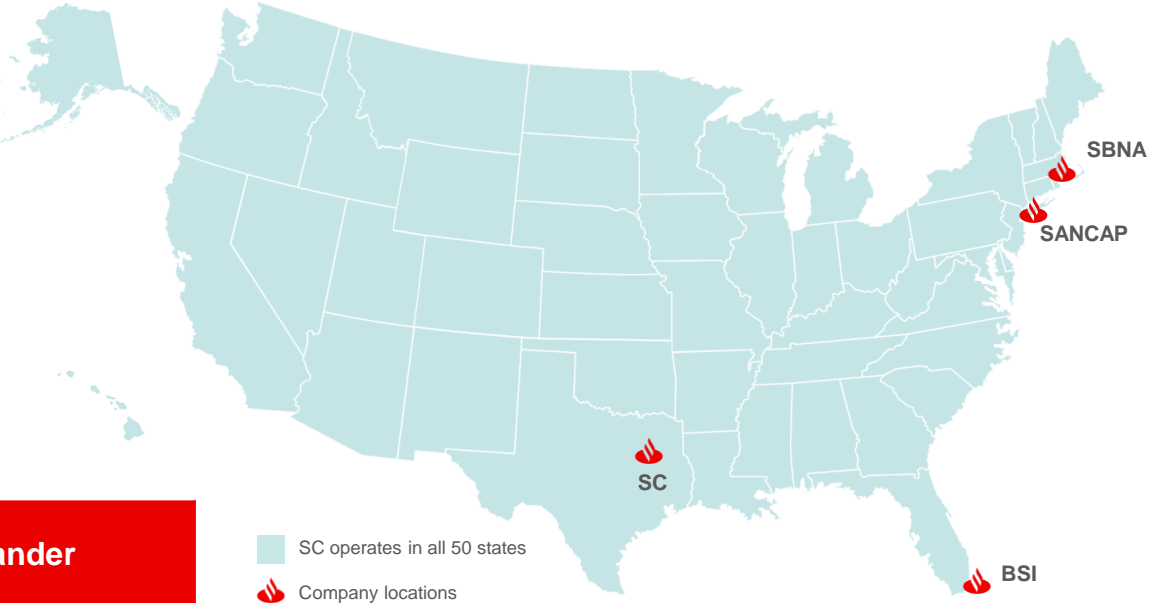 SBNA
SANCAP
SC
BSI
ander
SC operates in all 50 states
Company locations